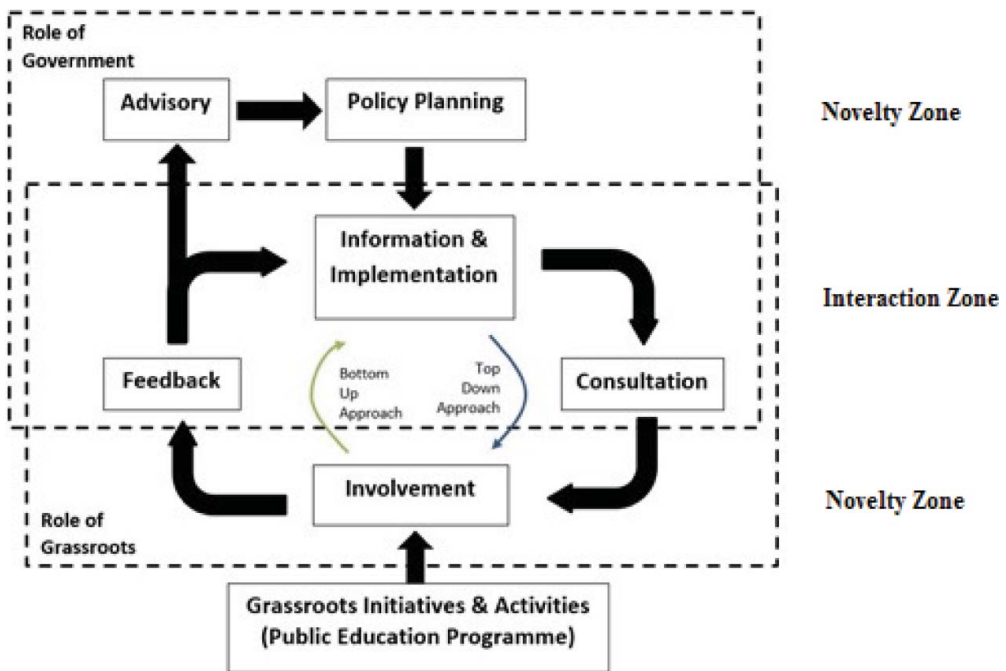 Role of
Government
Advisory
Policy Planning
Novelty Zone
Information &
Implementation
Interaction Zone
Feedback
Bottom
Up
Approach
Top
Down
Approach
Consultation
Involvement
Novelty Zone
Role of
Grassroots
Grassroots Initiatives & Activities
(Public Education Programme)